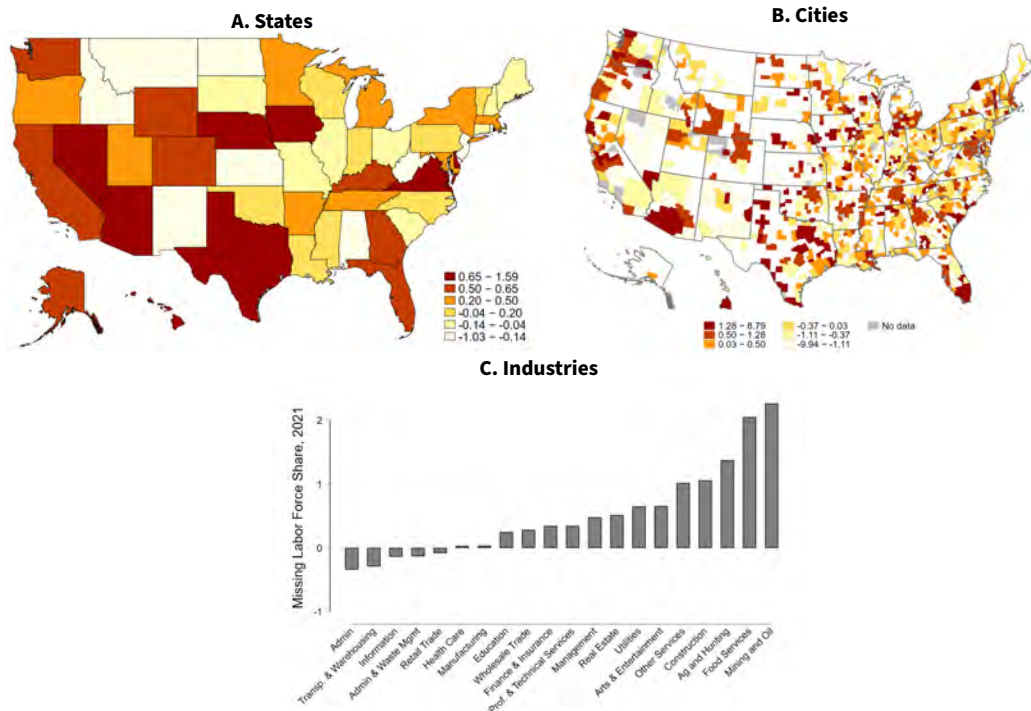 A. States
B. Cities
0.65 − 1.59
0.50 − 0.65
0.20 − 0.50
-0.04 − 0.20
-0.14 − -0.04
-1.03 − -0.14
1.28 − 8.79
0.50 − 1.28
0.03 − 0.50
-0.37 − 0.03
-1.11 − -0.37
-9.94 − -1.11
No data
C. Industries
Missing Labor Force Share, 2021
2
1
0
-1
Admin
Transp. & Warehousing
Information
Admin & Waste Mgmt
Retail Trade
Health Care
Manufacturing
Education
Wholesale Trade
Finance & Insurance
Prof. & Technical Services
Management
Real Estate
Utilities
Arts & Entertainment
Other Services
Construction
Ag and Hunting
Food Services
Mining and Oil